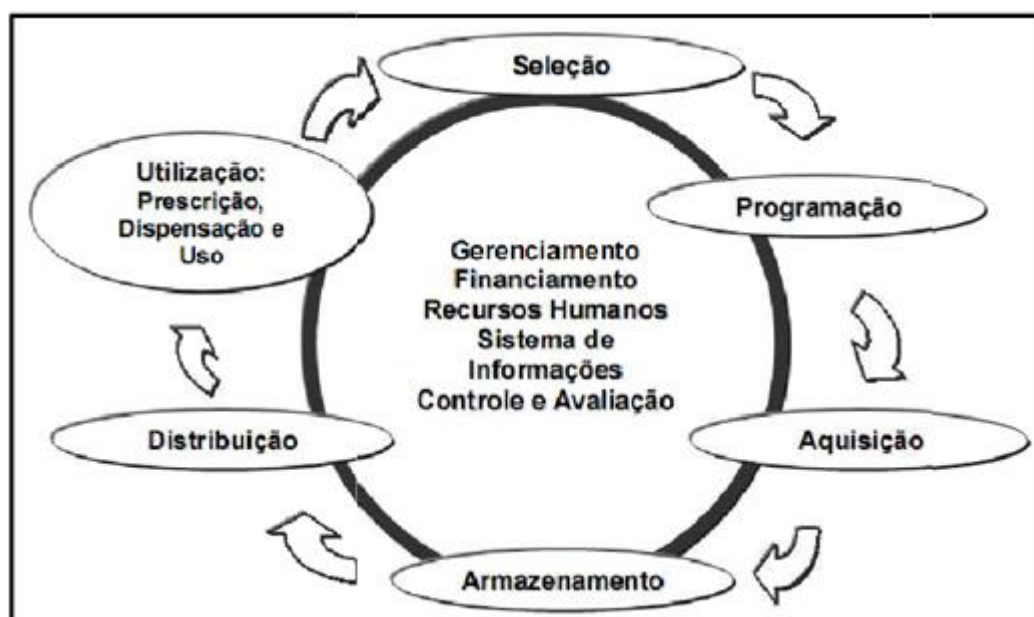 Seleção
Programação
Aquisição
Armazenamento
Distribuição
Utilização:
Prescrição,
Dispensação e
Uso
Gerenciamento
Financiamento
Recursos Humanos
Sistema de
Informações
Controle e Avaliação